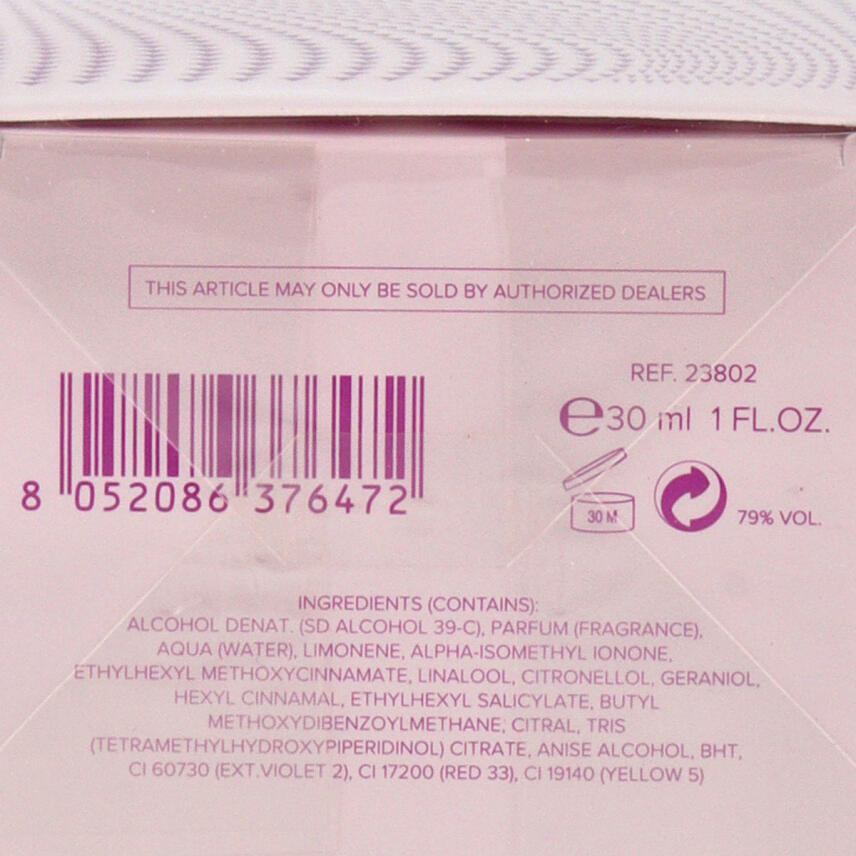 THIS ARTICLE MAY ONLY BE SOLD BY AUTHORIZED DEALERS
REF. 23802
e30 ml 1 FL.OZ.
8 052086 376472
30 M
79% VOL.
INGREDIENTS (CONTAINS):
ALCOHOL DENAT. (SD ALCOHOL 39-C), PARFUM (FRAGRANCE),
AQUA (WATER), LIMONENE, ALPHA-ISOMETHYL IONONE,
ETHYLHEXYL METHOXYCINNAMATE, LINALOOL, CITRONELLOL, GERANIOL,
HEXYL CINNAMAL, ETHYLHEXYL SALICYLATE, BUTYL
METHOXYDIBENZOYLMETHANE, CITRAL, TRIS
(TETRAMETHYLHYDROXYPIPERIDINOL) CITRATE, ANISE ALCOHOL, BHT,
CI 60730 (EXT.VIOLET 2), CI 17200 (RED 33), CI 19140 (YELLOW 5)